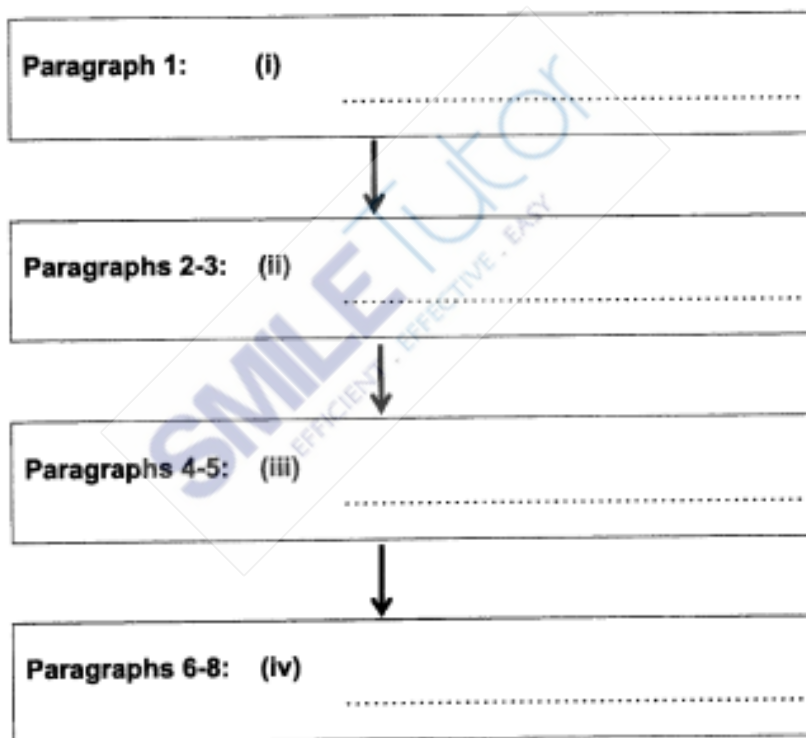 Paragraph 1: (i)
Paragraphs 2-3: (ii)
Paragraphs 4-5: (iii)
Paragraphs 6-8: (iv)
SMILE Tutor
EFFICIENT . EFFECTIVE . EASY